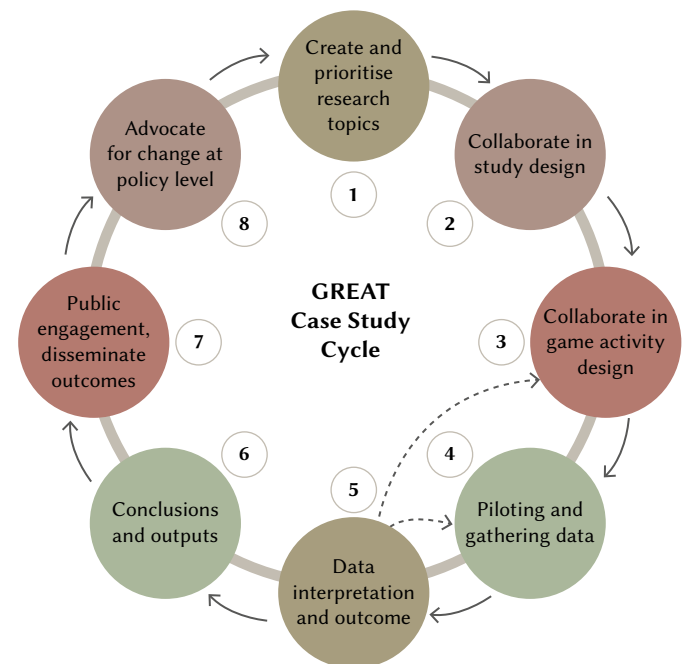 Create and
prioritise
research
topics
1
Collaborate in
study design
2
Collaborate in
game activity
design
3
Piloting and
gathering data
4
Data
interpretation
and outcome
5
Conclusions
and outputs
6
Public
engagement,
disseminate
outcomes
7
Advocate
for change at
policy level
8
GREAT
Case Study
Cycle